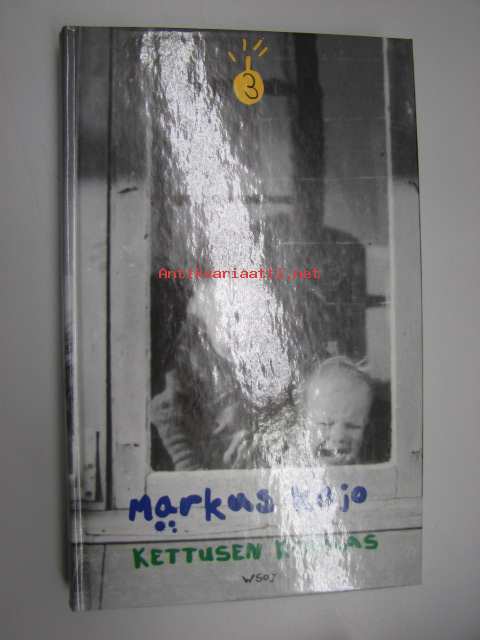 3
Antikvariaatti.net
Markus Kajo
KETTUSEN
WSOY